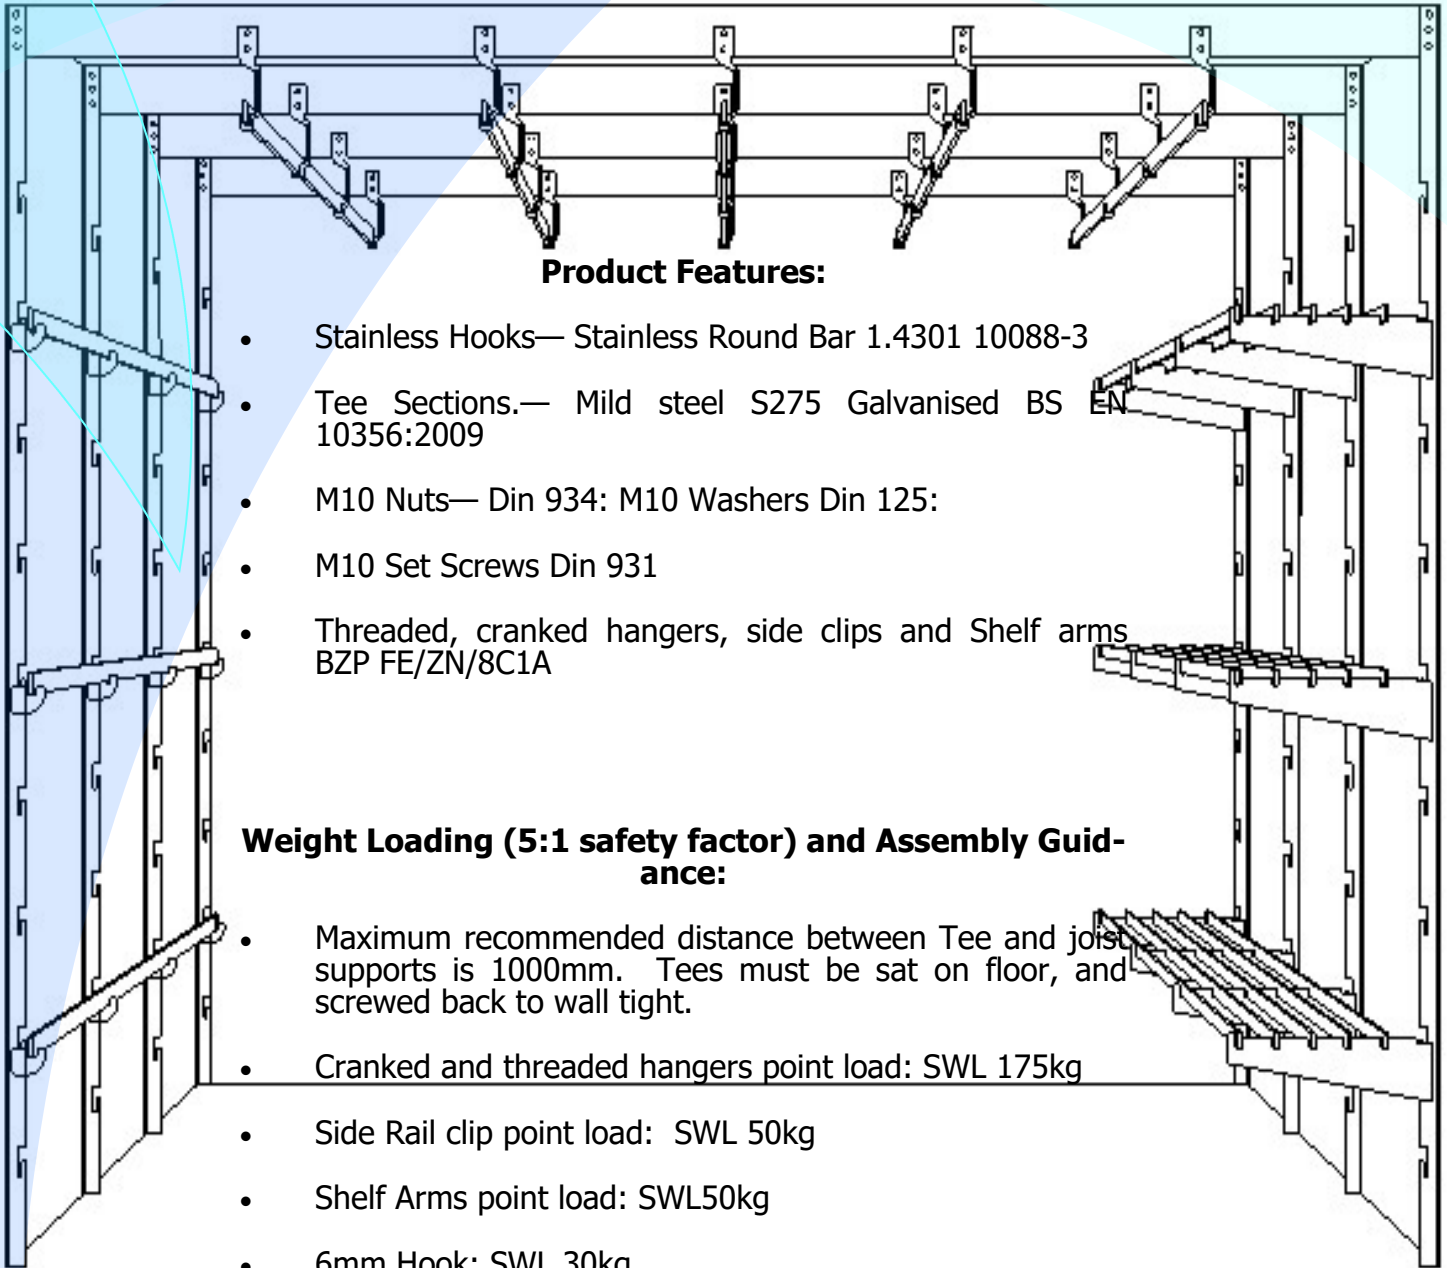 Product Features:
• Stainless Hooks— Stainless Round Bar 1.4301 10088-3
• Tee Sections.— Mild steel S275 Galvanised BS EN
10356:2009
• M10 Nuts— Din 934: M10 Washers Din 125:
• M10 Set Screws Din 931
• Threaded, cranked hangers, side clips and Shelf arms
BZP FE/ZN/8C1A
Weight Loading (5:1 safety factor) and Assembly Guid-
ance:
• Maximum recommended distance between Tee and joist
supports is 1000mm. Tees must be sat on floor, and
screwed back to wall tight.
• Cranked and threaded hangers point load: SWL 175kg
• Side Rail clip point load: SWL 50kg
• Shelf Arms point load: SWL50kg
• 6mm Hook: SWL 30kg